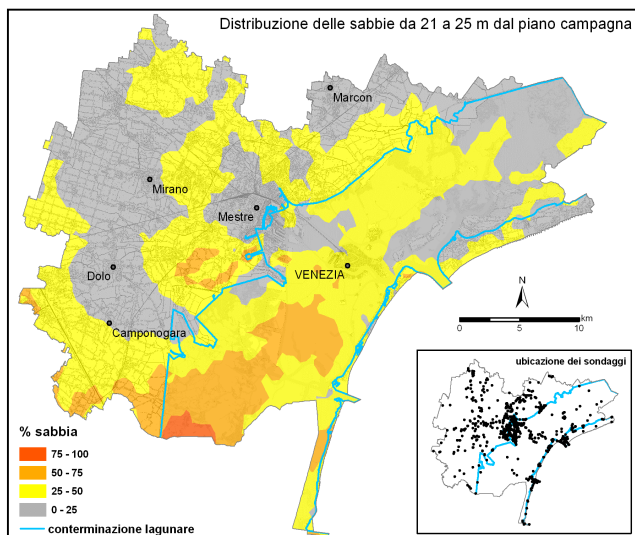 Distribuzione delle sabbie da 21 a 25 m dal piano campagna
Marcon
Mirano
Mestre
Dolo
VENEZIA
Camponogara
N
km
0 5 10
ubicazione dei sondaggi
% sabbia
75 - 100
50 - 75
25 - 50
0 - 25
conterminazione lagunare